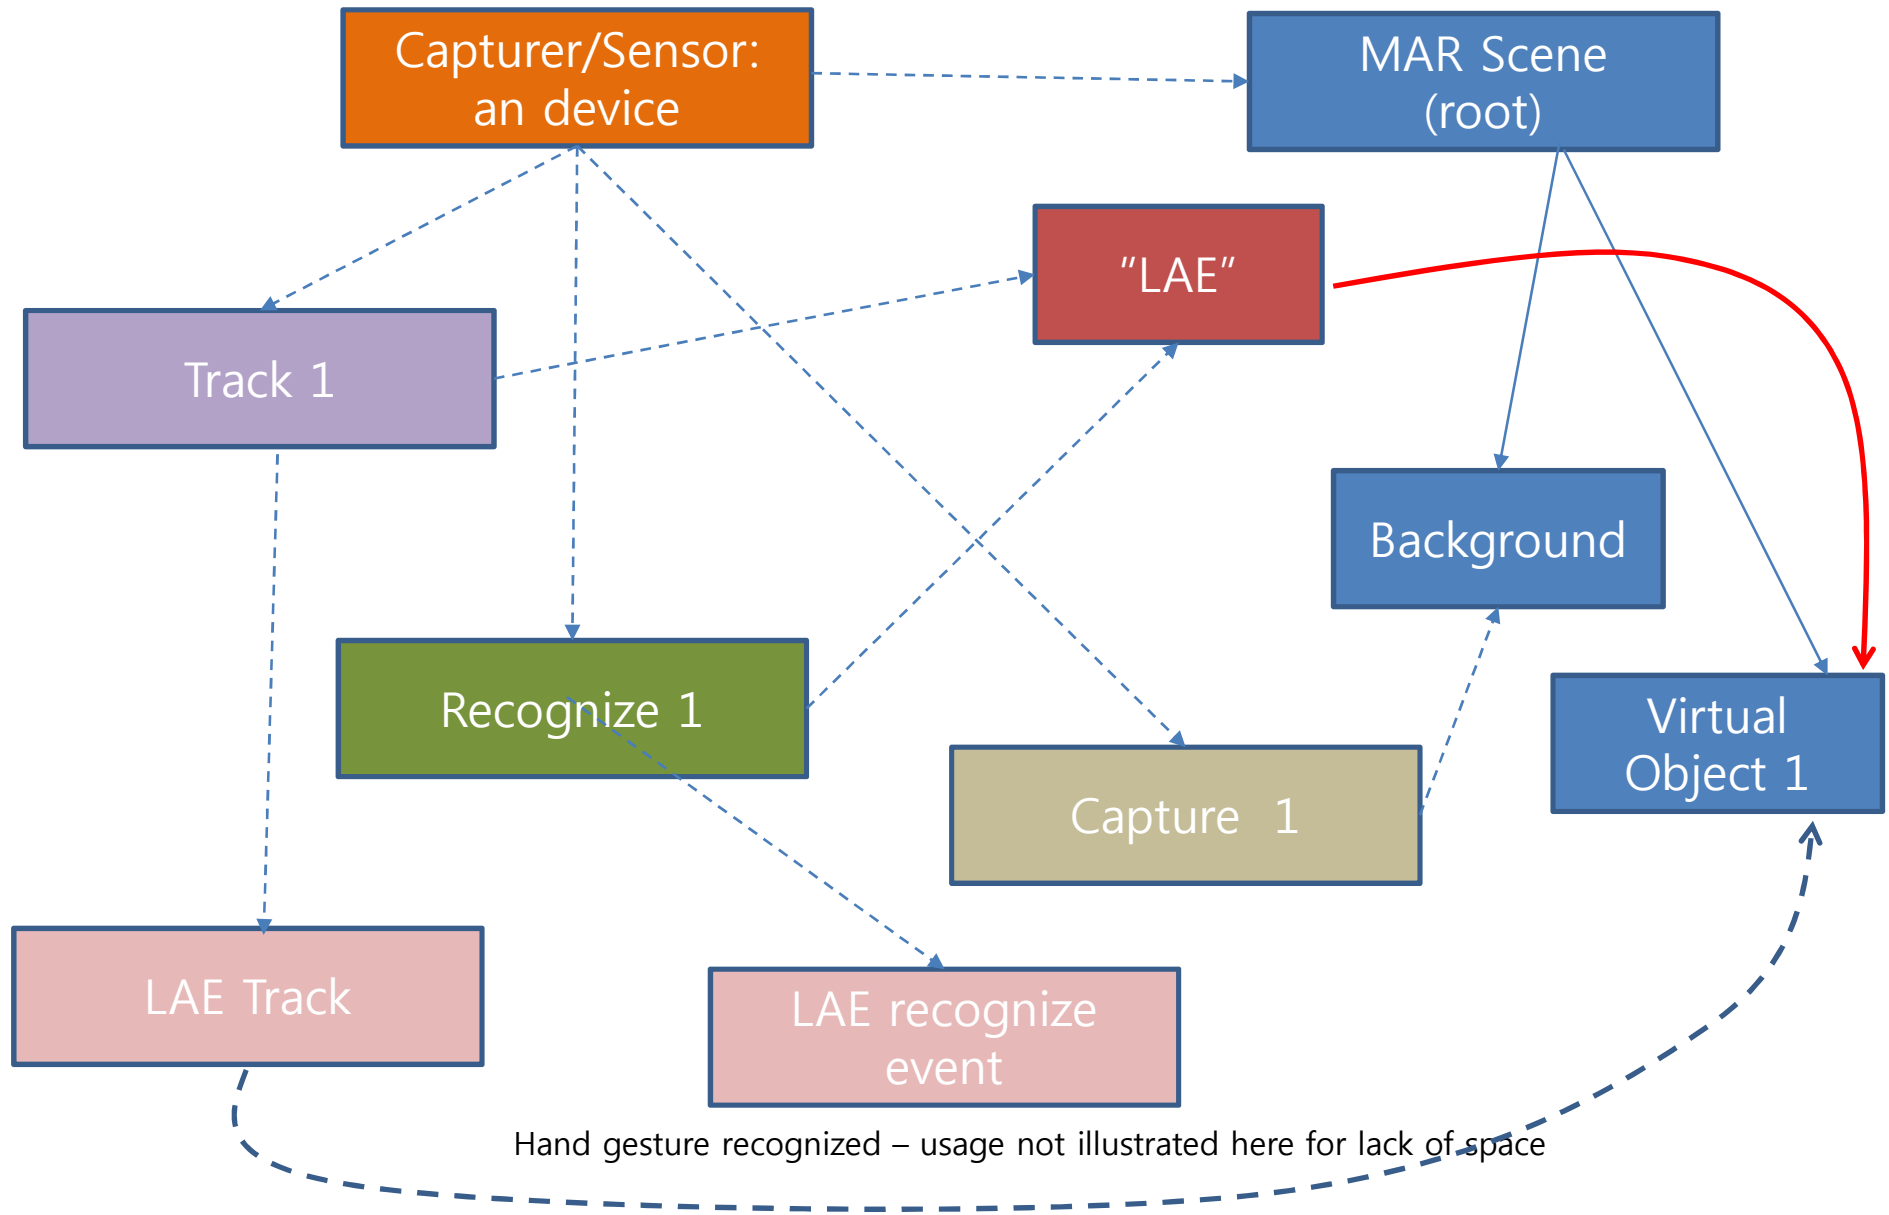 Capturer/Sensor:
an device
MAR Scene
(root)
"LAE"
Track 1
Background
Recognize 1
Virtual
Object 1
Capture  1
LAE Track
LAE recognize
event
Hand gesture recognized – usage not illustrated here for lack of space